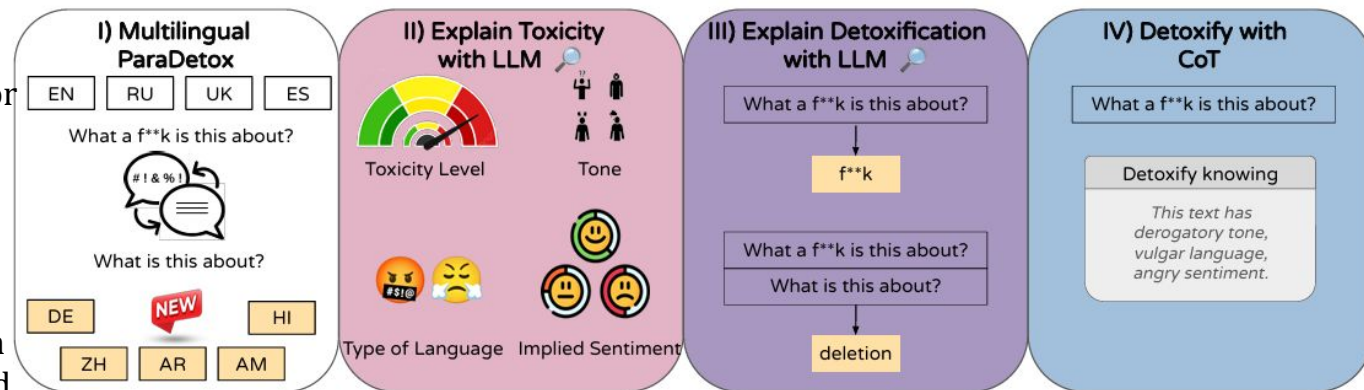 or
n
d
I) Multilingual
ParaDetox
EN RU UK ES
What a f**k is this about?
#!&%!
What is this about?
NEW
DE HI
ZH AR AM
II) Explain Toxicity
with LLM
Toxicity Level Tone
#$!@
Type of Language Implied Sentiment
III) Explain Detoxification
with LLM
What a f**k is this about?
f**k
What a f**k is this about?
What is this about?
deletion
IV) Detoxify with
CoT
What a f**k is this about?
Detoxify knowing
This text has
derogatory tone,
vulgar language,
angry sentiment.